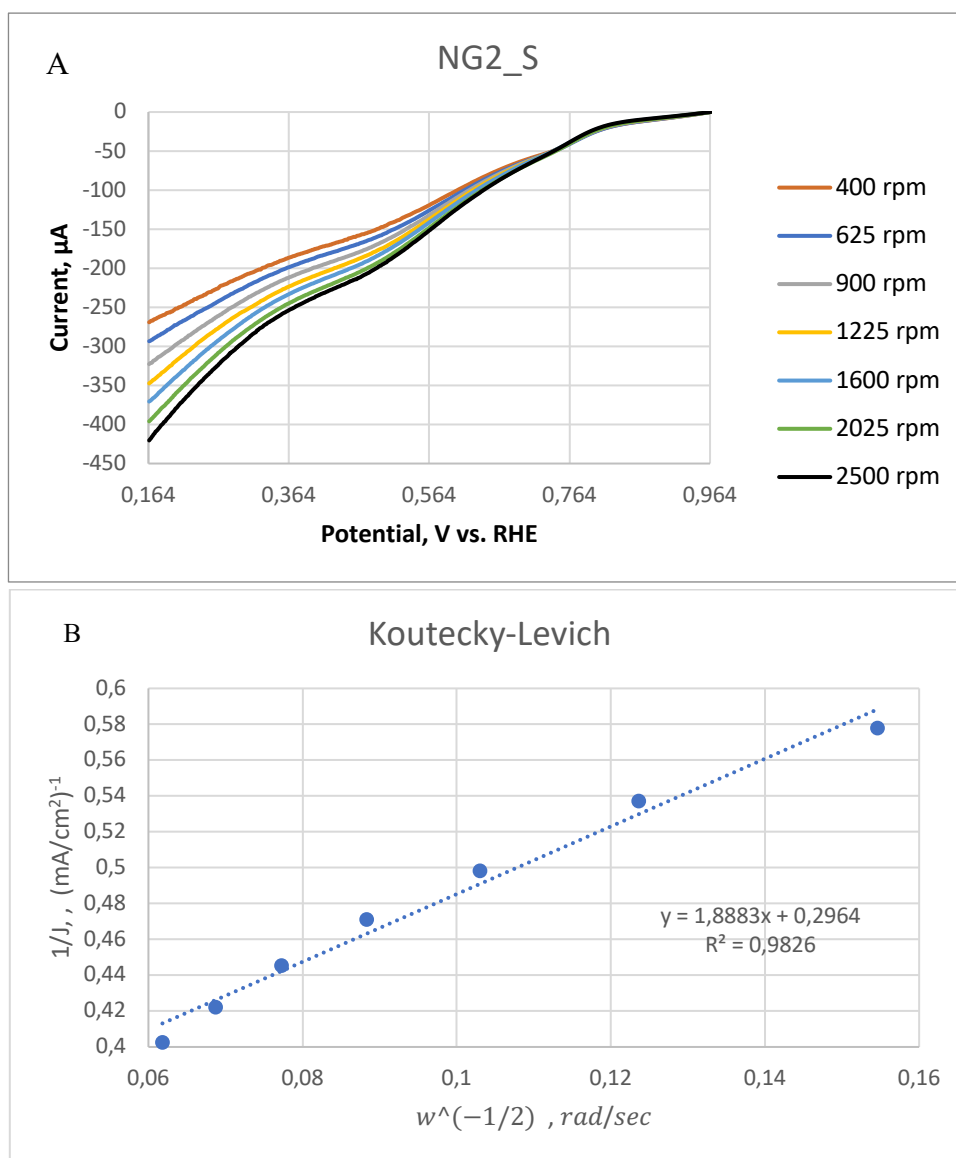 A
NG2_S
0
-50
-100
-150
-200
-250
-300
-350
-400
-450
Current, µA
0,164 0,364 0,564 0,764 0,964
Potential, V vs. RHE
400 rpm
625 rpm
900 rpm
1225 rpm
1600 rpm
2025 rpm
2500 rpm
B
Koutecky-Levich
0,6
0,58
0,56
0,54
0,52
0,5
0,48
0,46
0,44
0,42
0,4
1/J, , (mA/cm²)⁻¹
y = 1,8883x + 0,2964
R² = 0,9826
0,06 0,08 0,1 0,12 0,14 0,16
w^(−1/2) , rad/sec